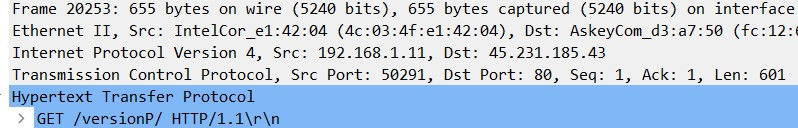 Frame 20253: 655 bytes on wire (5240 bits), 655 bytes captured (5240 bits) on interface
Ethernet II, Src: IntelCor_e1:42:04 (4c:03:4f:e1:42:04), Dst: AskeyCom_d3:a7:50 (fc:12:6
Internet Protocol Version 4, Src: 192.168.1.11, Dst: 45.231.185.43
Transmission Control Protocol, Src Port: 50291, Dst Port: 80, Seq: 1, Ack: 1, Len: 601
Hypertext Transfer Protocol
GET /versionP/ HTTP/1.1\r\n